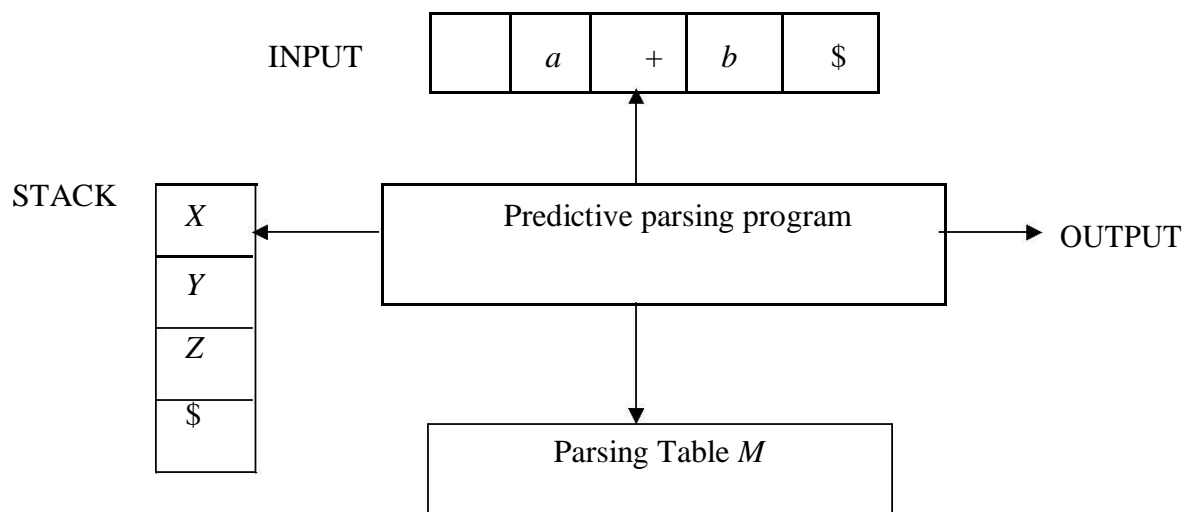 INPUT a + b $
STACK X Predictive parsing program
OUTPUT
Y
Z
$
Parsing Table M